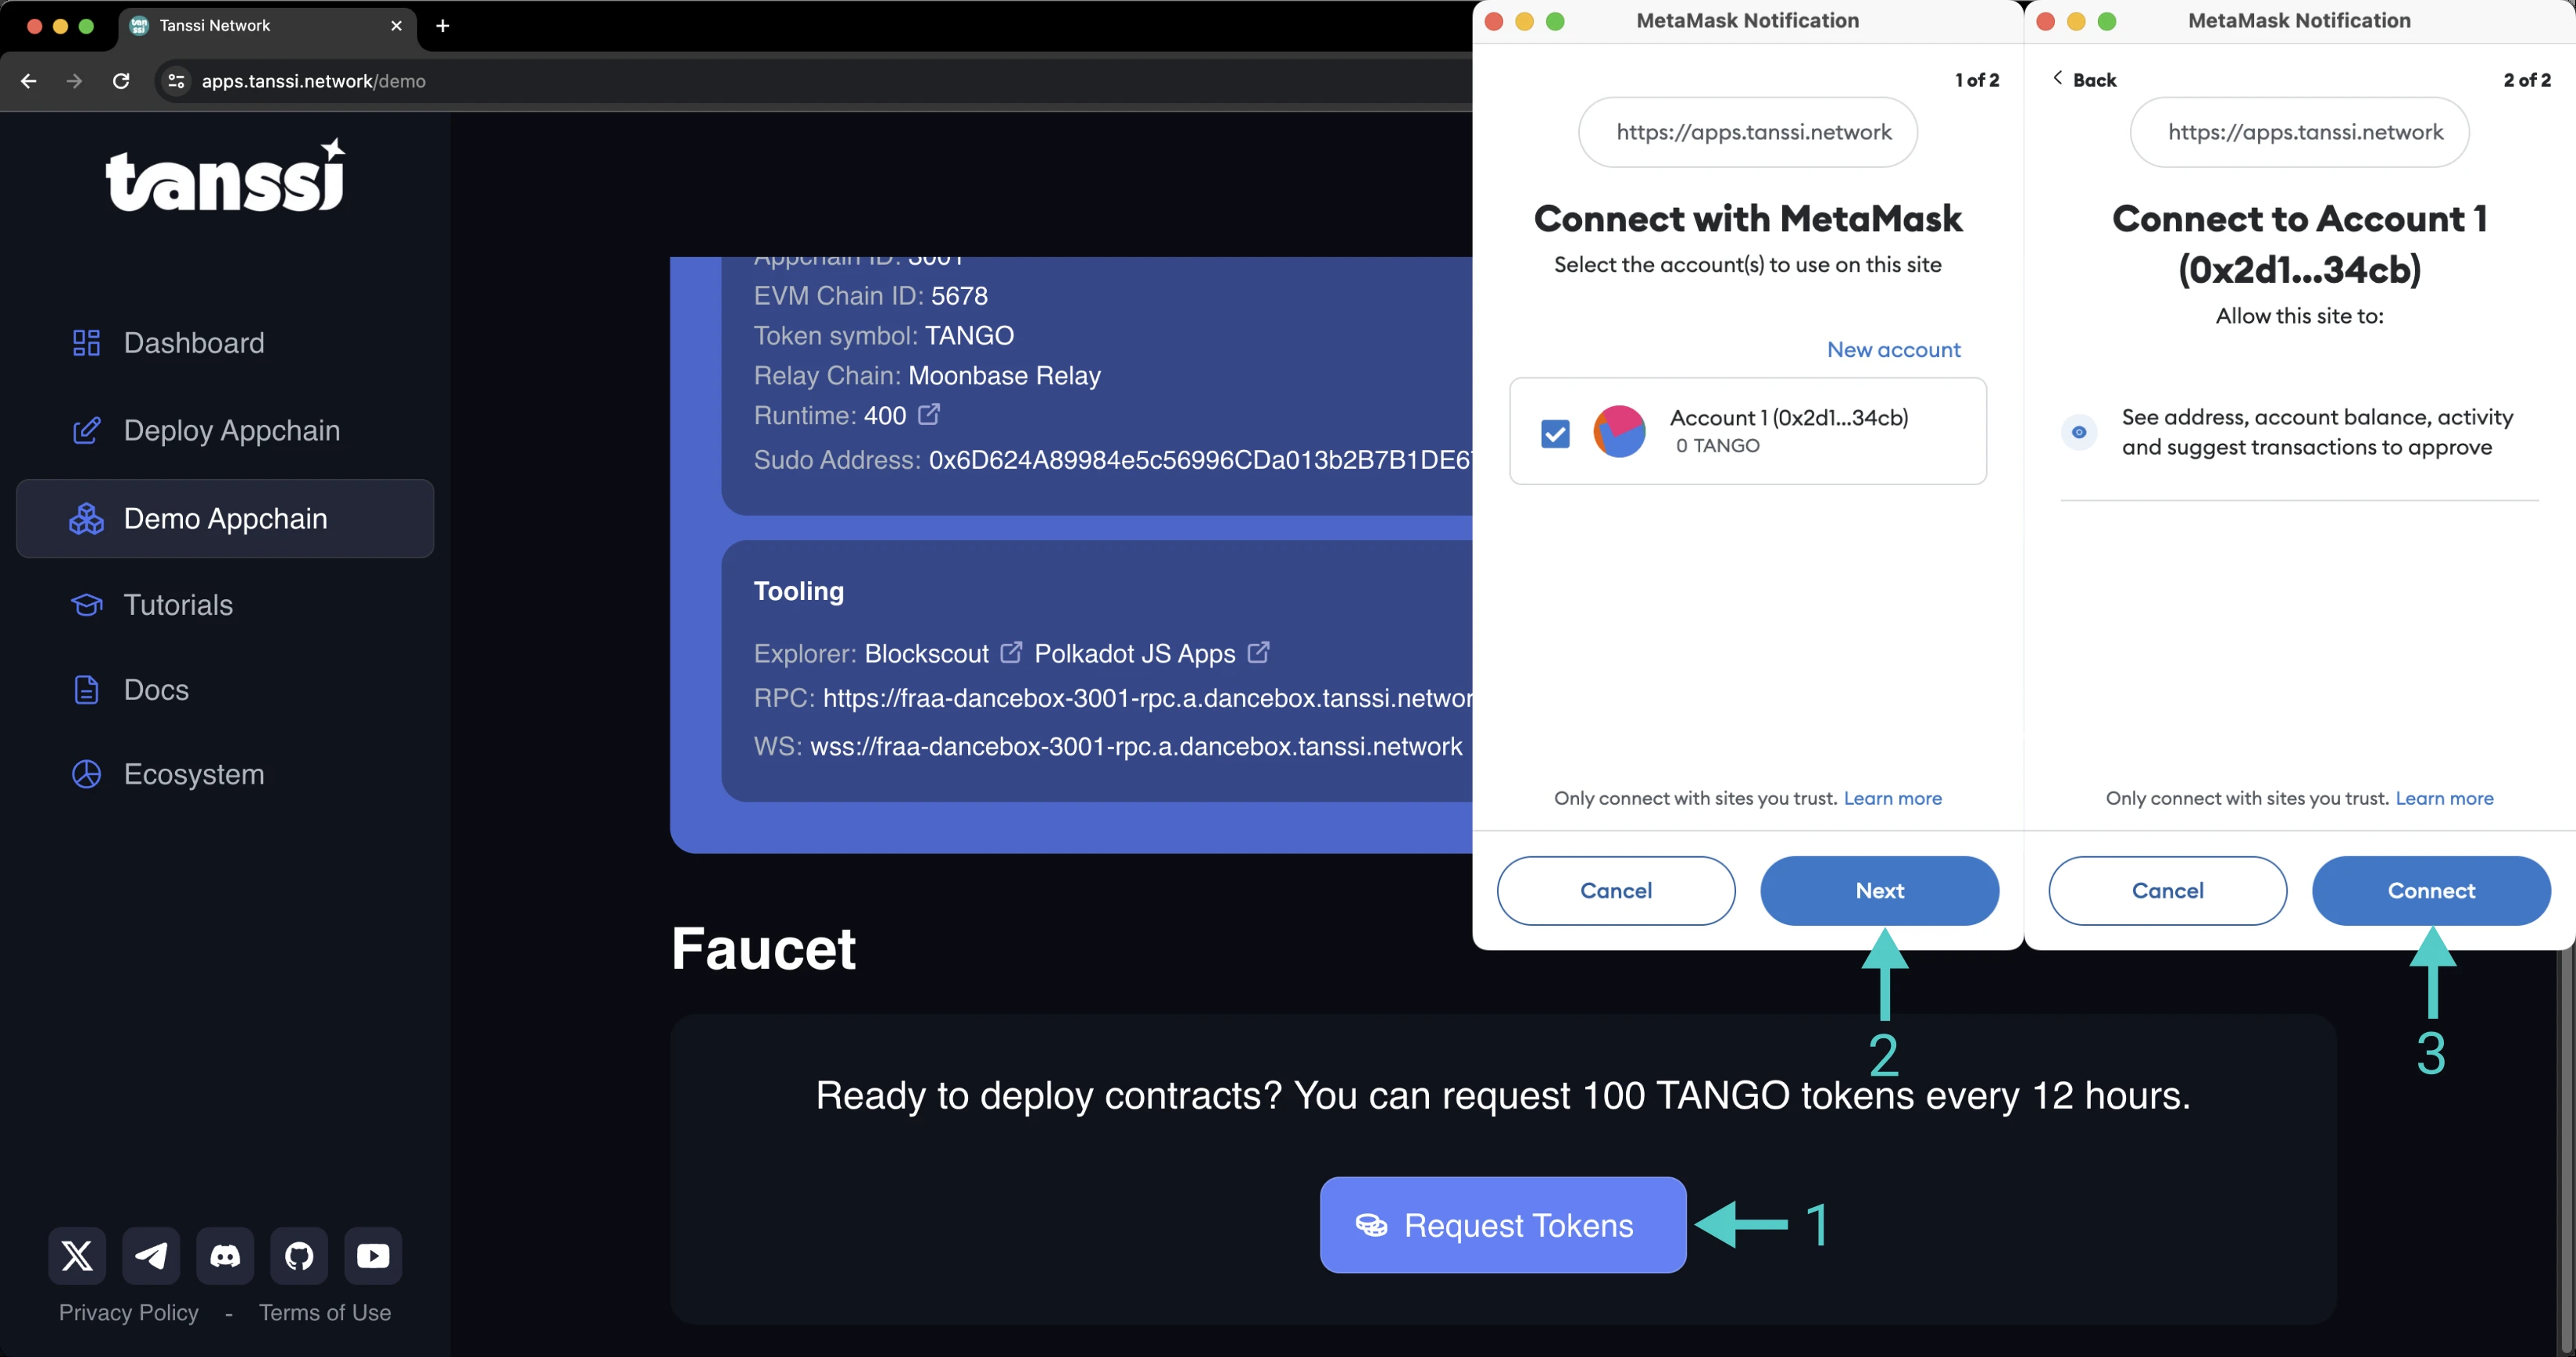 Tanssi Network
apps.tanssi.network/demo
tanssi
Dashboard
Deploy Appchain
Demo Appchain
Tutorials
Docs
Ecosystem
Privacy Policy - Terms of Use
Appchain ID: 3001
EVM Chain ID: 5678
Token symbol: TANGO
Relay Chain: Moonbase Relay
Runtime: 400
Sudo Address: 0x6D624A89984e5c56996CDa013b2B7B1DE6
Tooling
Explorer: Blockscout Polkadot JS Apps
RPC: https://fraa-dancebox-3001-rpc.a.dancebox.tanssi.networ
WS: wss://fraa-dancebox-3001-rpc.a.dancebox.tanssi.network
Faucet
Ready to deploy contracts? You can request 100 TANGO tokens every 12 hours.
Request Tokens
1
MetaMask Notification
1 of 2
https://apps.tanssi.network
Connect with MetaMask
Select the account(s) to use on this site
New account
Account 1 (0x2d1...34cb)
0 TANGO
Only connect with sites you trust. Learn more
Cancel
Next
2
MetaMask Notification
Back
2 of 2
https://apps.tanssi.network
Connect to Account 1
(0x2d1...34cb)
Allow this site to:
See address, account balance, activity
and suggest transactions to approve
Only connect with sites you trust. Learn more
Cancel
Connect
3